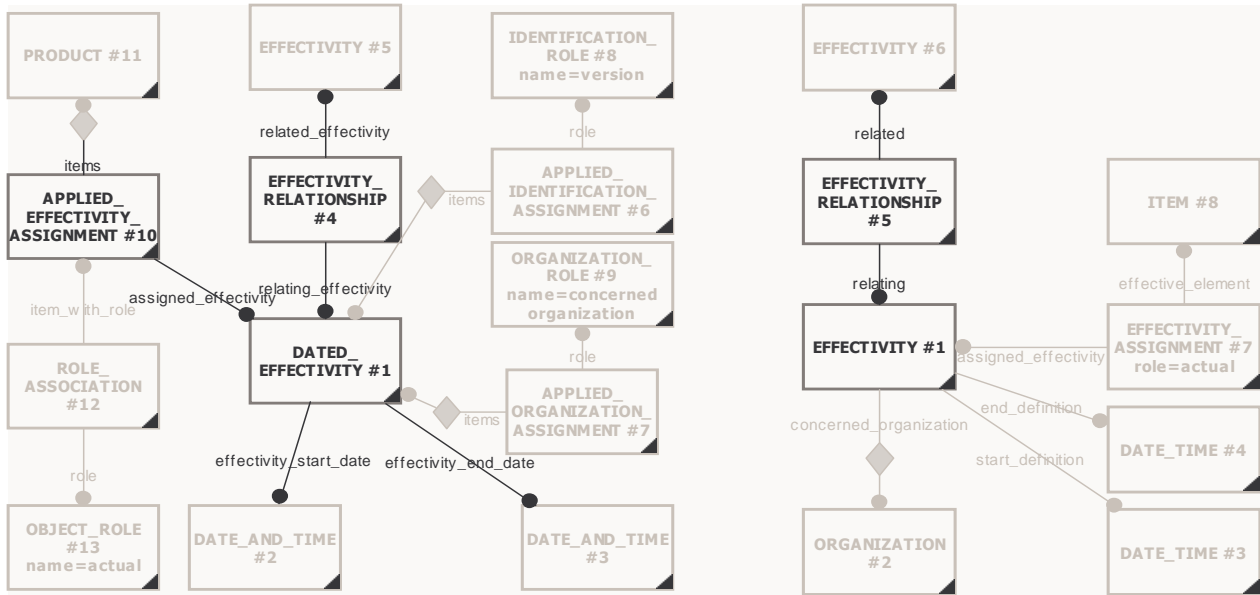 PRODUCT #11
EFFECTIVITY #5
IDENTIFICATION_
ROLE #8
name=version
EFFECTIVITY #6
related_effectivity
role
related
items
APPLIED_
EFFECTIVITY_
ASSIGNMENT #10
EFFECTIVITY_
RELATIONSHIP
#4
items
APPLIED_
IDENTIFICATION_
ASSIGNMENT #6
EFFECTIVITY_
RELATIONSHIP
#5
ITEM #8
ORGANIZATION_
ROLE #9
name=concerned
organization
item_with_role
assigned_effectivity
relating_effectivity
relating
effective_element
DATED_
EFFECTIVITY #1
role
EFFECTIVITY #1
assigned_effectivity
EFFECTIVITY_
ASSIGNMENT #7
role=actual
ROLE_
ASSOCIATION
#12
items
APPLIED_
ORGANIZATION_
ASSIGNMENT #7
end_definition
concerned_organization
start_definition
DATE_TIME #4
role
effectivity_start_date
effectivity_end_date
OBJECT_ROLE
#13
name=actual
DATE_AND_TIME
#2
DATE_AND_TIME
#3
ORGANIZATION
#2
DATE_TIME #3